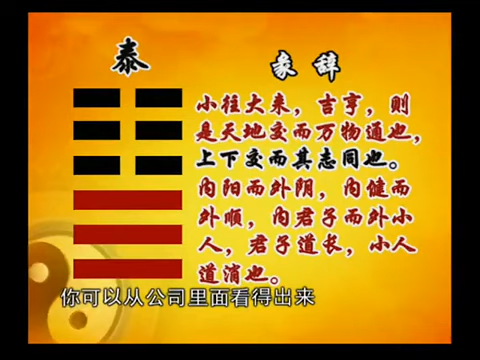 泰
彖辞
小往大来，吉亨，则
是天地交而万物通也，
上下交而其志同也。
内阳而外阴，内健而
外顺，内君子而外小
人，君子道长，小人
道消也。
你可以从公司里面看得出来